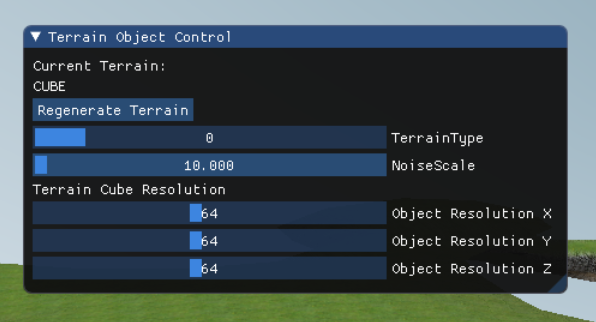 Terrain Object Control
Current Terrain:
CUBE
Regenerate Terrain
0 TerrainType
10.000 NoiseScale
Terrain Cube Resolution
64 Object Resolution X
64 Object Resolution Y
64 Object Resolution Z